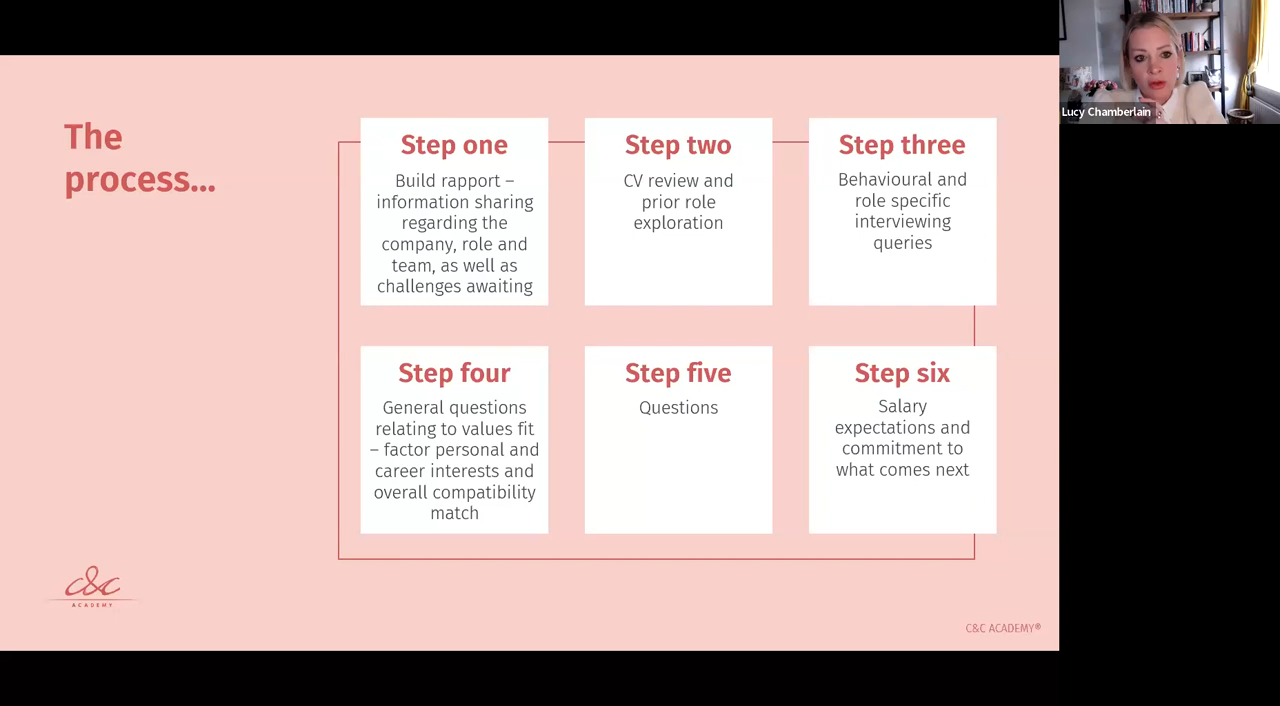 The
process...
Step one
Build rapport –
information sharing
regarding the
company, role and
team, as well as
challenges awaiting
Step two
CV review and
prior role
exploration
Step three
Behavioural and
role specific
interviewing
queries
Step four
General questions
relating to values fit
– factor personal and
career interests and
overall compatibility
match
Step five
Questions
Step six
Salary
expectations and
commitment to
what comes next
c&c
ACADEMY
C&C ACADEMY®
Lucy Chamberlain